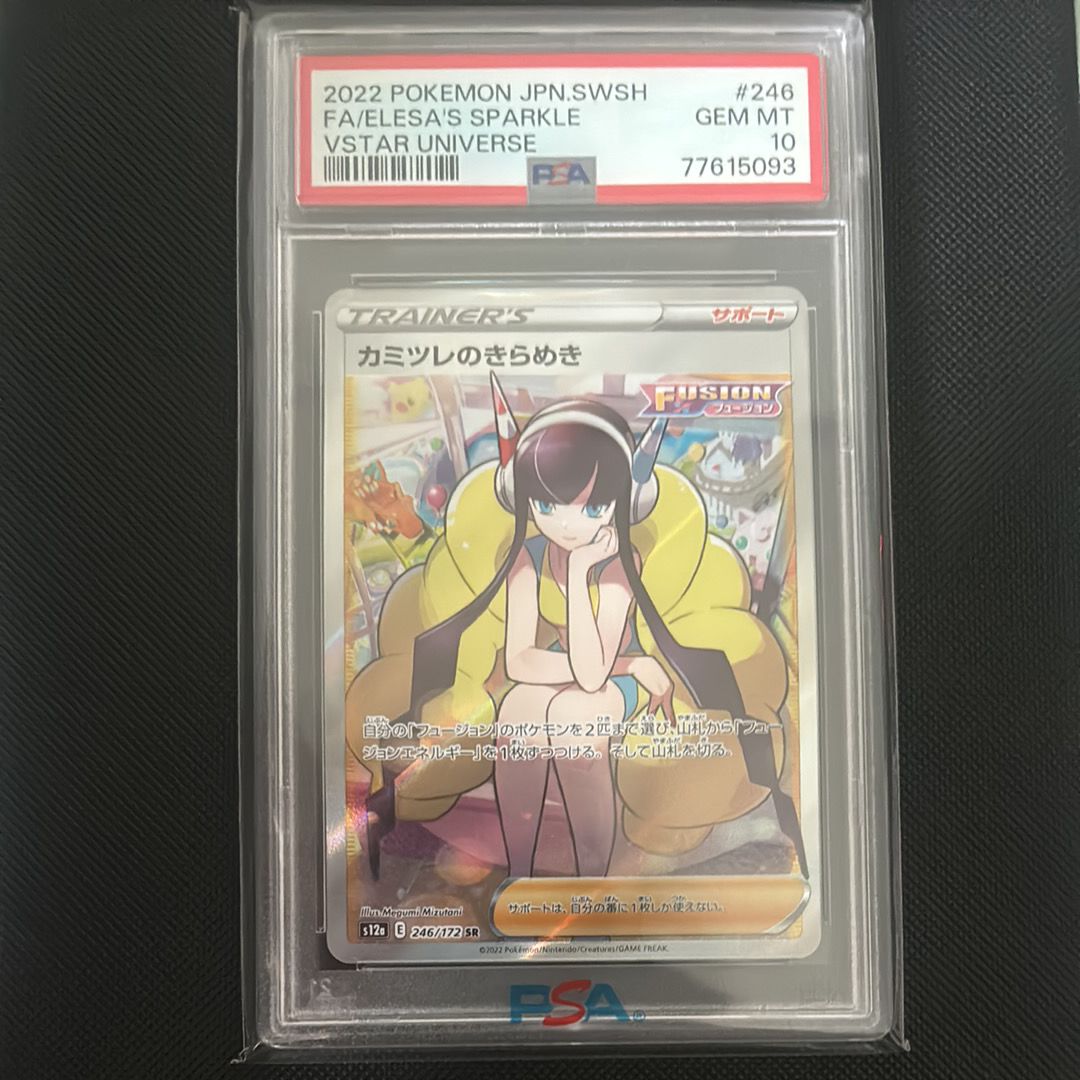 2022 POKEMON JPN.SWSH #246
FA/ELESA'S SPARKLE GEM MT
VSTAR UNIVERSE 10
77615093
PSA
TRAINER'S サポート
カミツレのきらめき
FUSION
フュージョン
自分の「フュージョン」のポケモンを2匹まで選び、山札から「フュー
ジョンエネルギー」を1枚ずつつける。そして山札を切る。
サポートは、自分の番に1枚しか使えない。
Illus. Megumi Mizutani
s12a E 246/172 SR
©2022 Pokémon/Nintendo/Creatures/GAME FREAK.
PSA®